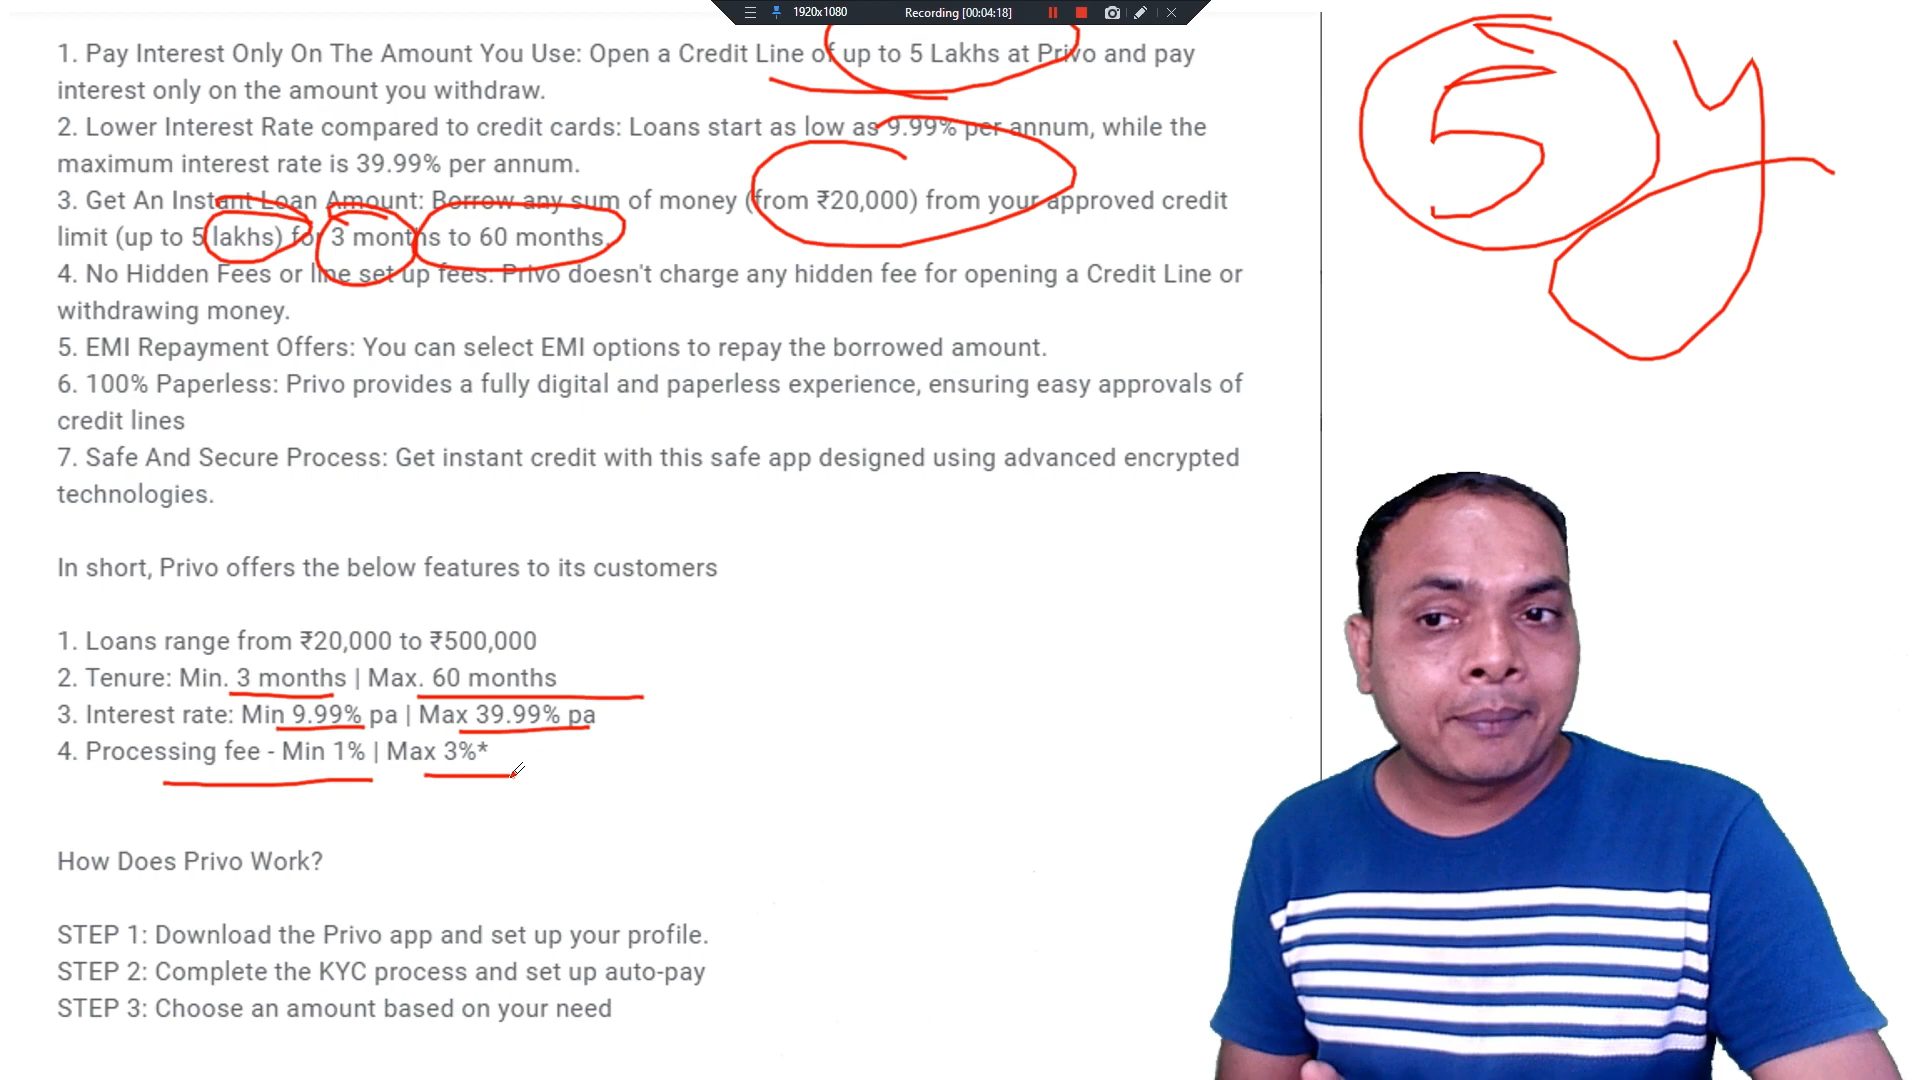 1920x1080 Recording [00:04:18]
1. Pay Interest Only On The Amount You Use: Open a Credit Line of up to 5 Lakhs at Privo and pay
interest only on the amount you withdraw.
2. Lower Interest Rate compared to credit cards: Loans start as low as 9.99% per annum, while the
maximum interest rate is 39.99% per annum.
3. Get An Instant Loan Amount: Borrow any sum of money (from ₹20,000) from your approved credit
limit (up to 5 lakhs) for 3 months to 60 months.
4. No Hidden Fees or line set up fees: Privo doesn't charge any hidden fee for opening a Credit Line or
withdrawing money.
5. EMI Repayment Offers: You can select EMI options to repay the borrowed amount.
6. 100% Paperless: Privo provides a fully digital and paperless experience, ensuring easy approvals of
credit lines
7. Safe And Secure Process: Get instant credit with this safe app designed using advanced encrypted
technologies.
In short, Privo offers the below features to its customers
1. Loans range from ₹20,000 to ₹500,000
2. Tenure: Min. 3 months | Max. 60 months
3. Interest rate: Min 9.99% pa | Max 39.99% pa
4. Processing fee - Min 1% | Max 3%*
How Does Privo Work?
STEP 1: Download the Privo app and set up your profile.
STEP 2: Complete the KYC process and set up auto-pay
STEP 3: Choose an amount based on your need
5 y